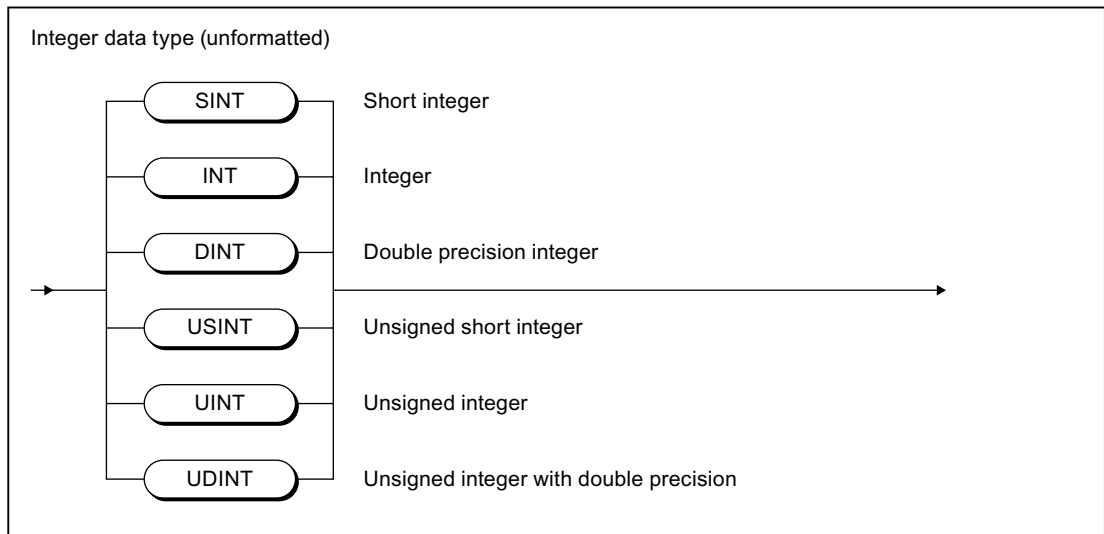 Integer data type (unformatted)
SINT Short integer
INT Integer
DINT Double precision integer
USINT Unsigned short integer
UINT Unsigned integer
UDINT Unsigned integer with double precision